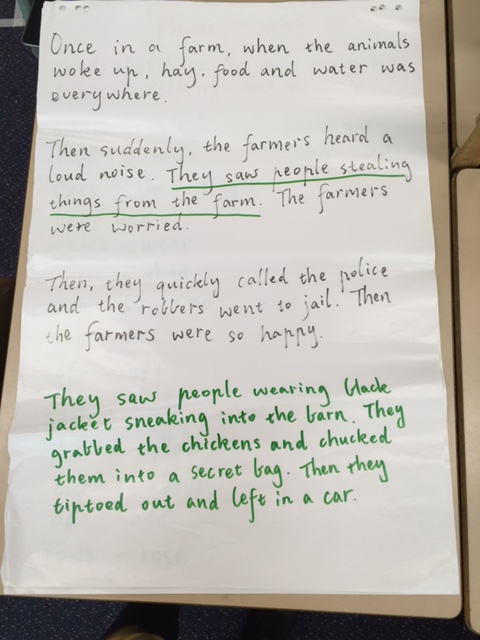 Once in a farm, when the animals
woke up, hay. food and water was
everywhere.
Then suddenly, the farmers heard a
loud noise. They saw people stealing
things from the farm. The farmers
were worried.
Then, they quickly called the police
and the robbers went to jail. Then
the farmers were so happy.
They saw people wearing black
jacket sneaking into the barn. They
grabbed the chickens and chucked
them into a secret bag. Then they
tiptoed out and left in a car.